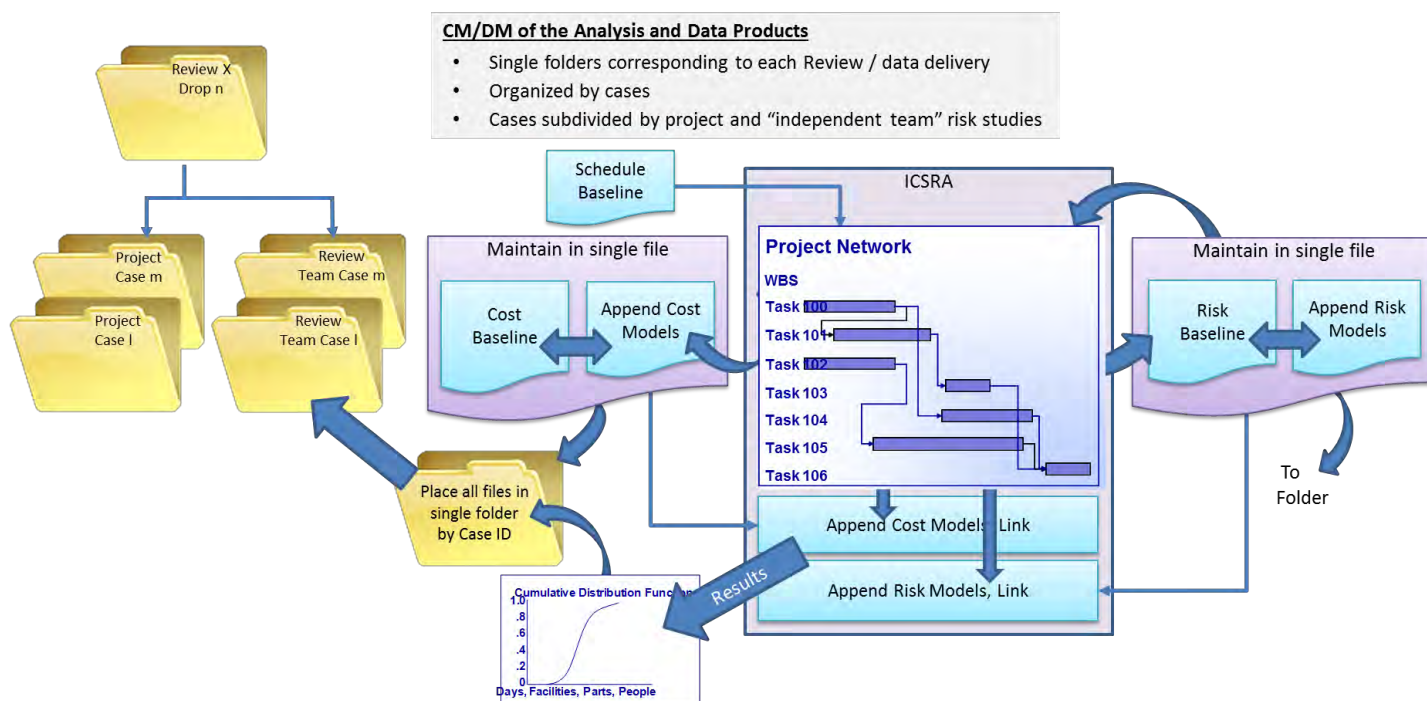 CM/DM of the Analysis and Data Products
• Single folders corresponding to each Review / data delivery
• Organized by cases
• Cases subdivided by project and “independent team” risk studies
Review X
Drop n
Project
Case m
Project
Case l
Review
Team Case m
Review
Team Case l
Schedule
Baseline
Maintain in single file
Cost
Baseline
Append Cost
Models
ICSRA
Project Network
WBS
Task 100
Task 101
Task 102
Task 103
Task 104
Task 105
Task 106
Append Cost Models, Link
Append Risk Models, Link
Maintain in single file
Risk
Baseline
Append Risk
Models
To
Folder
Place all files in
single folder
by Case ID
Results
Cumulative Distribution Function
1.0
.8
.6
.4
.2
0
Days, Facilities, Parts, People